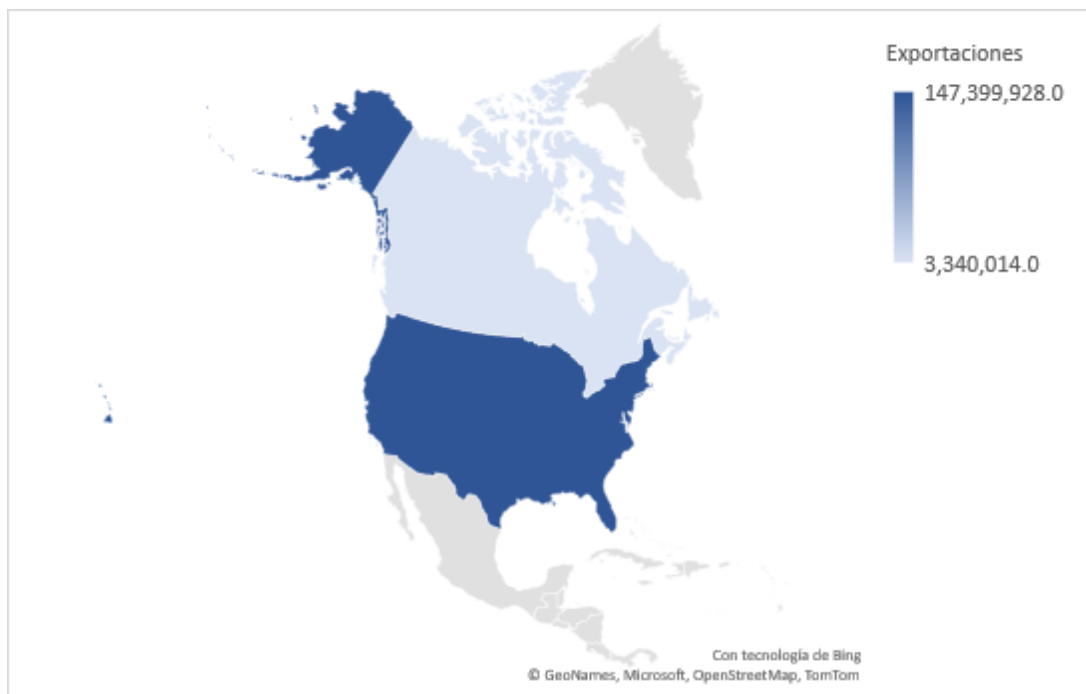 Exportaciones
147,399,928.0
3,340,014.0
Con tecnología de Bing
© GeoNames, Microsoft, OpenStreetMap, TomTom